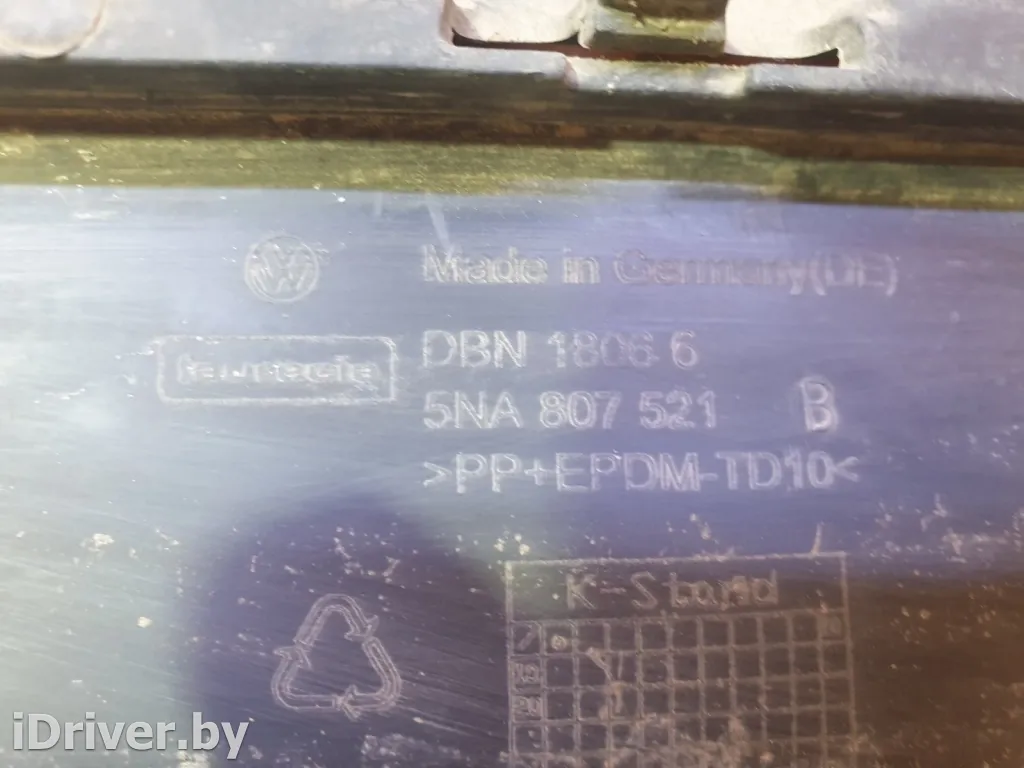 Made in Germany(DE)
faurecia
DBN 1806 6
5NA 807 521 B
>PP+EPDM-TD10<
K-Stand
iDriver.by